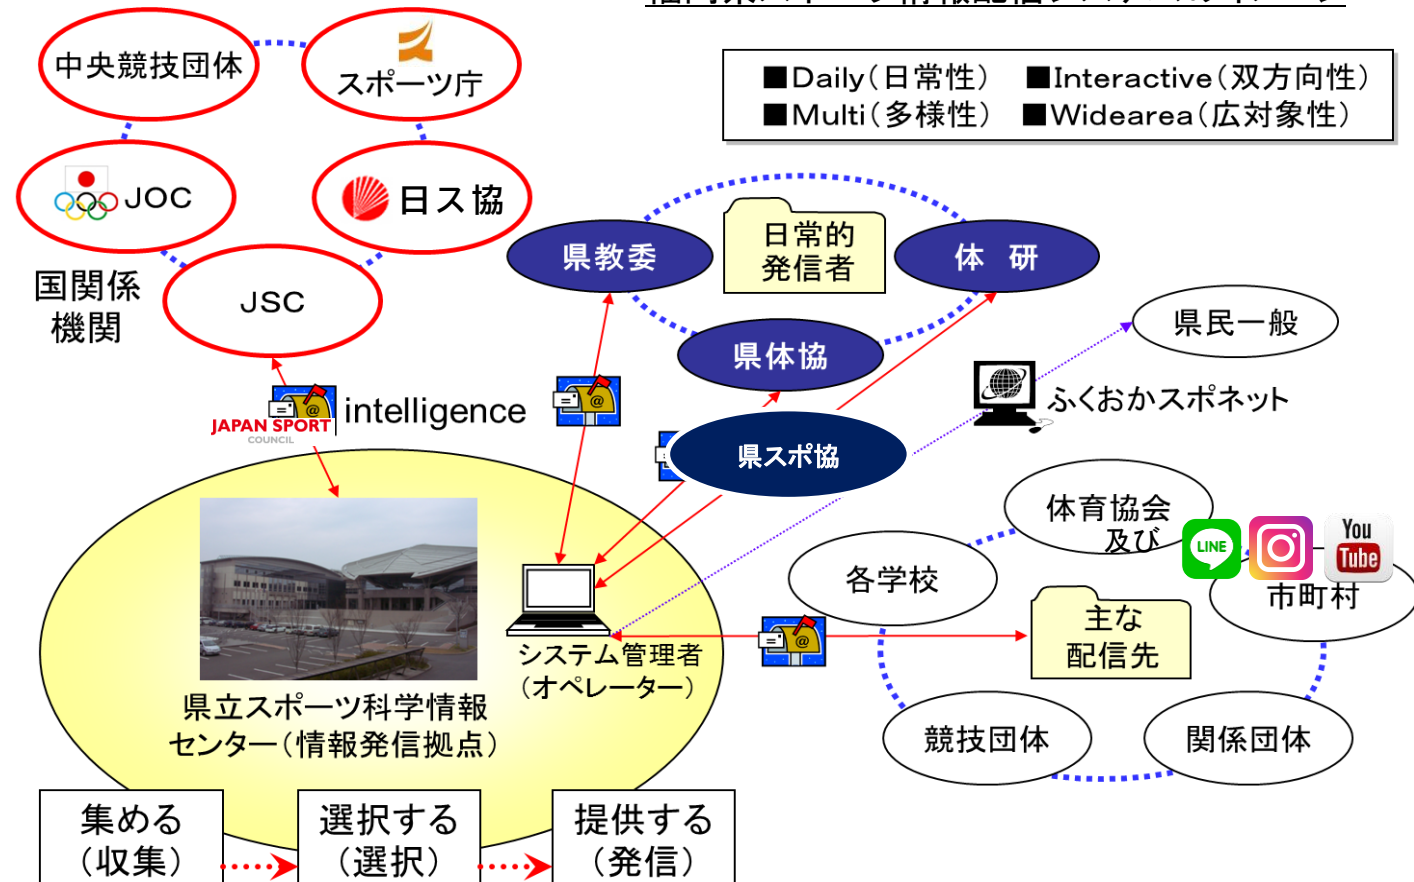 中央競技団体
スポーツ庁
■Daily（日常性）　■Interactive（双方向性）
■Multi（多様性）　■Widearea（広対象性）
JOC
日ス協
国関係
機関
JSC
県教委
日常的
発信者
体　研
県体協
県民一般
ふくおかスポネット
@
JAPAN SPORT
COUNCIL
intelligence
@
県スポ協
体育協会
及び
LINE
You
Tube
市町村
各学校
主な
配信先
@
システム管理者
（オペレーター）
県立スポーツ科学情報
センター（情報発信拠点）
競技団体
関係団体
集める
（収集）
選択する
（選択）
提供する
（発信）